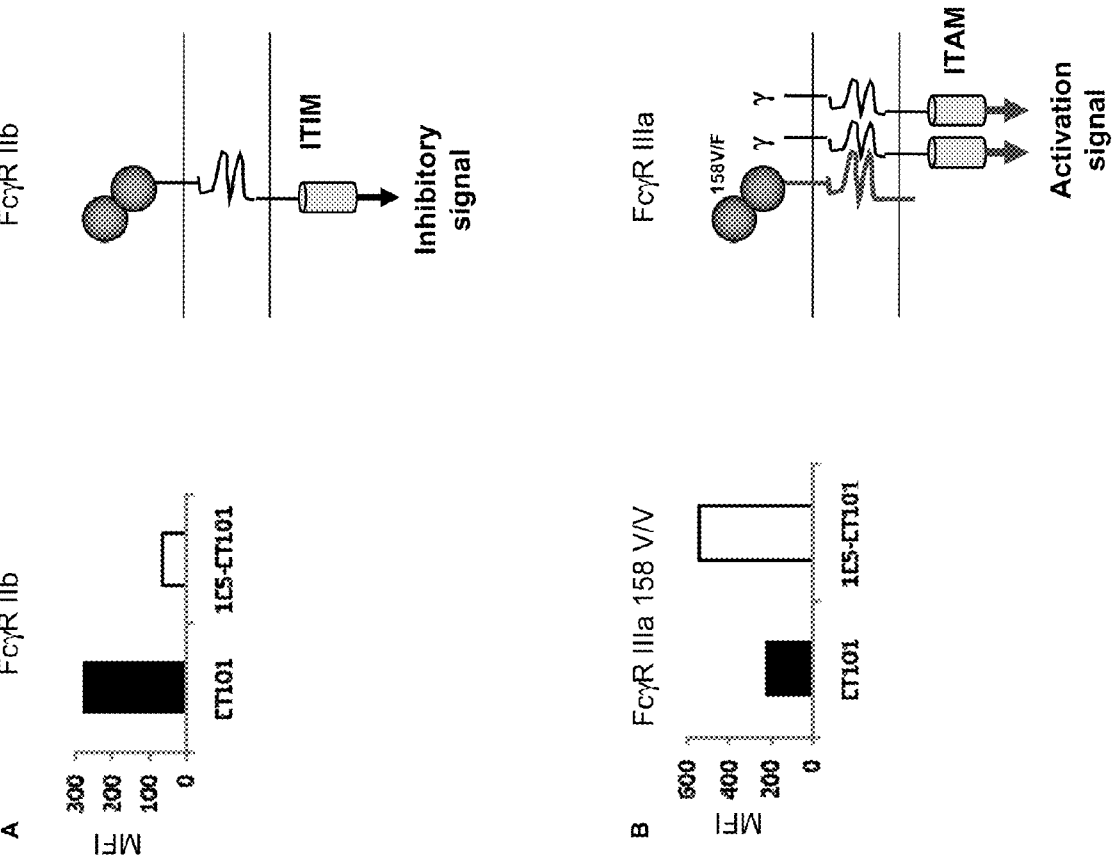 A
FcγR IIb
MFI
300
200
100
0
CT101
1E5-CT101
FcγR IIb
ITIM
Inhibitory
signal
B
FcγR IIIa 158 V/V
MFI
600
400
200
0
CT101
1E5-CT101
FcγR IIIa
158V/F
γ
γ
ITAM
Activation
signal